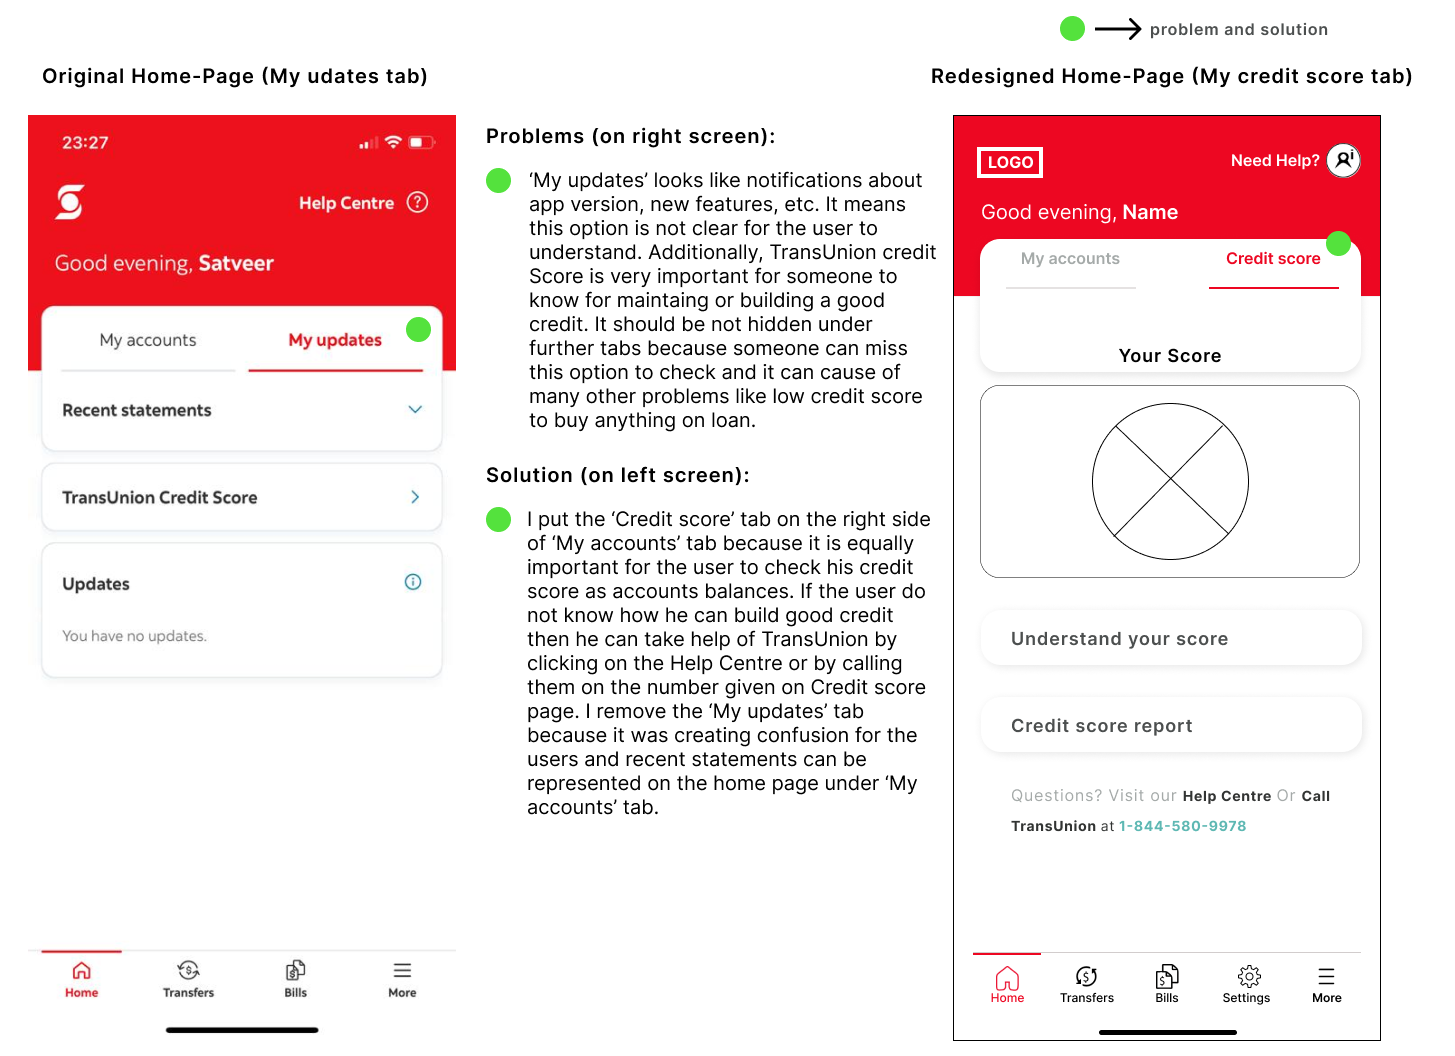 problem and solution
Original Home-Page (My udates tab)
Redesigned Home-Page (My credit score tab)
23:27
Help Centre
Good evening, Satveer
My accounts
My updates
Recent statements
TransUnion Credit Score
Updates
You have no updates.
Home
Transfers
Bills
More
Problems (on right screen):
‘My updates’ looks like notifications about
app version, new features, etc. It means
this option is not clear for the user to
understand. Additionally, TransUnion credit
Score is very important for someone to
know for maintaing or building a good
credit. It should be not hidden under
further tabs because someone can miss
this option to check and it can cause of
many other problems like low credit score
to buy anything on loan.
Solution (on left screen):
I put the ‘Credit score’ tab on the right side
of ‘My accounts’ tab because it is equally
important for the user to check his credit
score as accounts balances. If the user do
not know how he can build good credit
then he can take help of TransUnion by
clicking on the Help Centre or by calling
them on the number given on Credit score
page. I remove the ‘My updates’ tab
because it was creating confusion for the
users and recent statements can be
represented on the home page under ‘My
accounts’ tab.
LOGO
Need Help?
Good evening, Name
My accounts
Credit score
Your Score
Understand your score
Credit score report
Questions? Visit our Help Centre Or Call
TransUnion at 1-844-580-9978
Home
Transfers
Bills
Settings
More